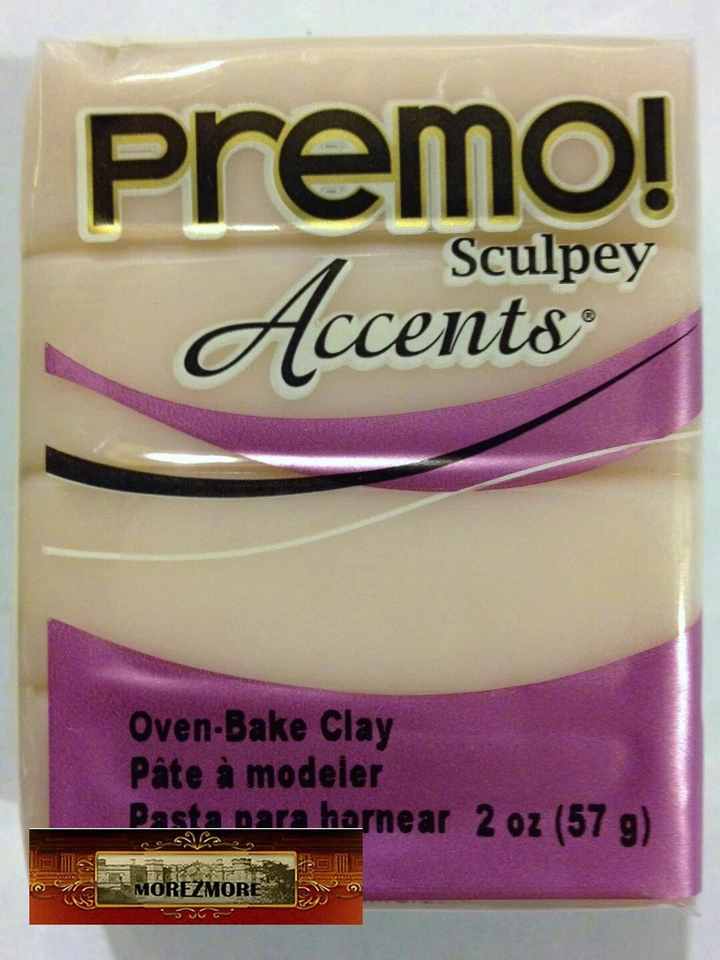 Premo!
Sculpey
Accents®
Oven-Bake Clay
Pâte à modeler
Pasta para hornear 2 oz (57 g)
MOREZMORE